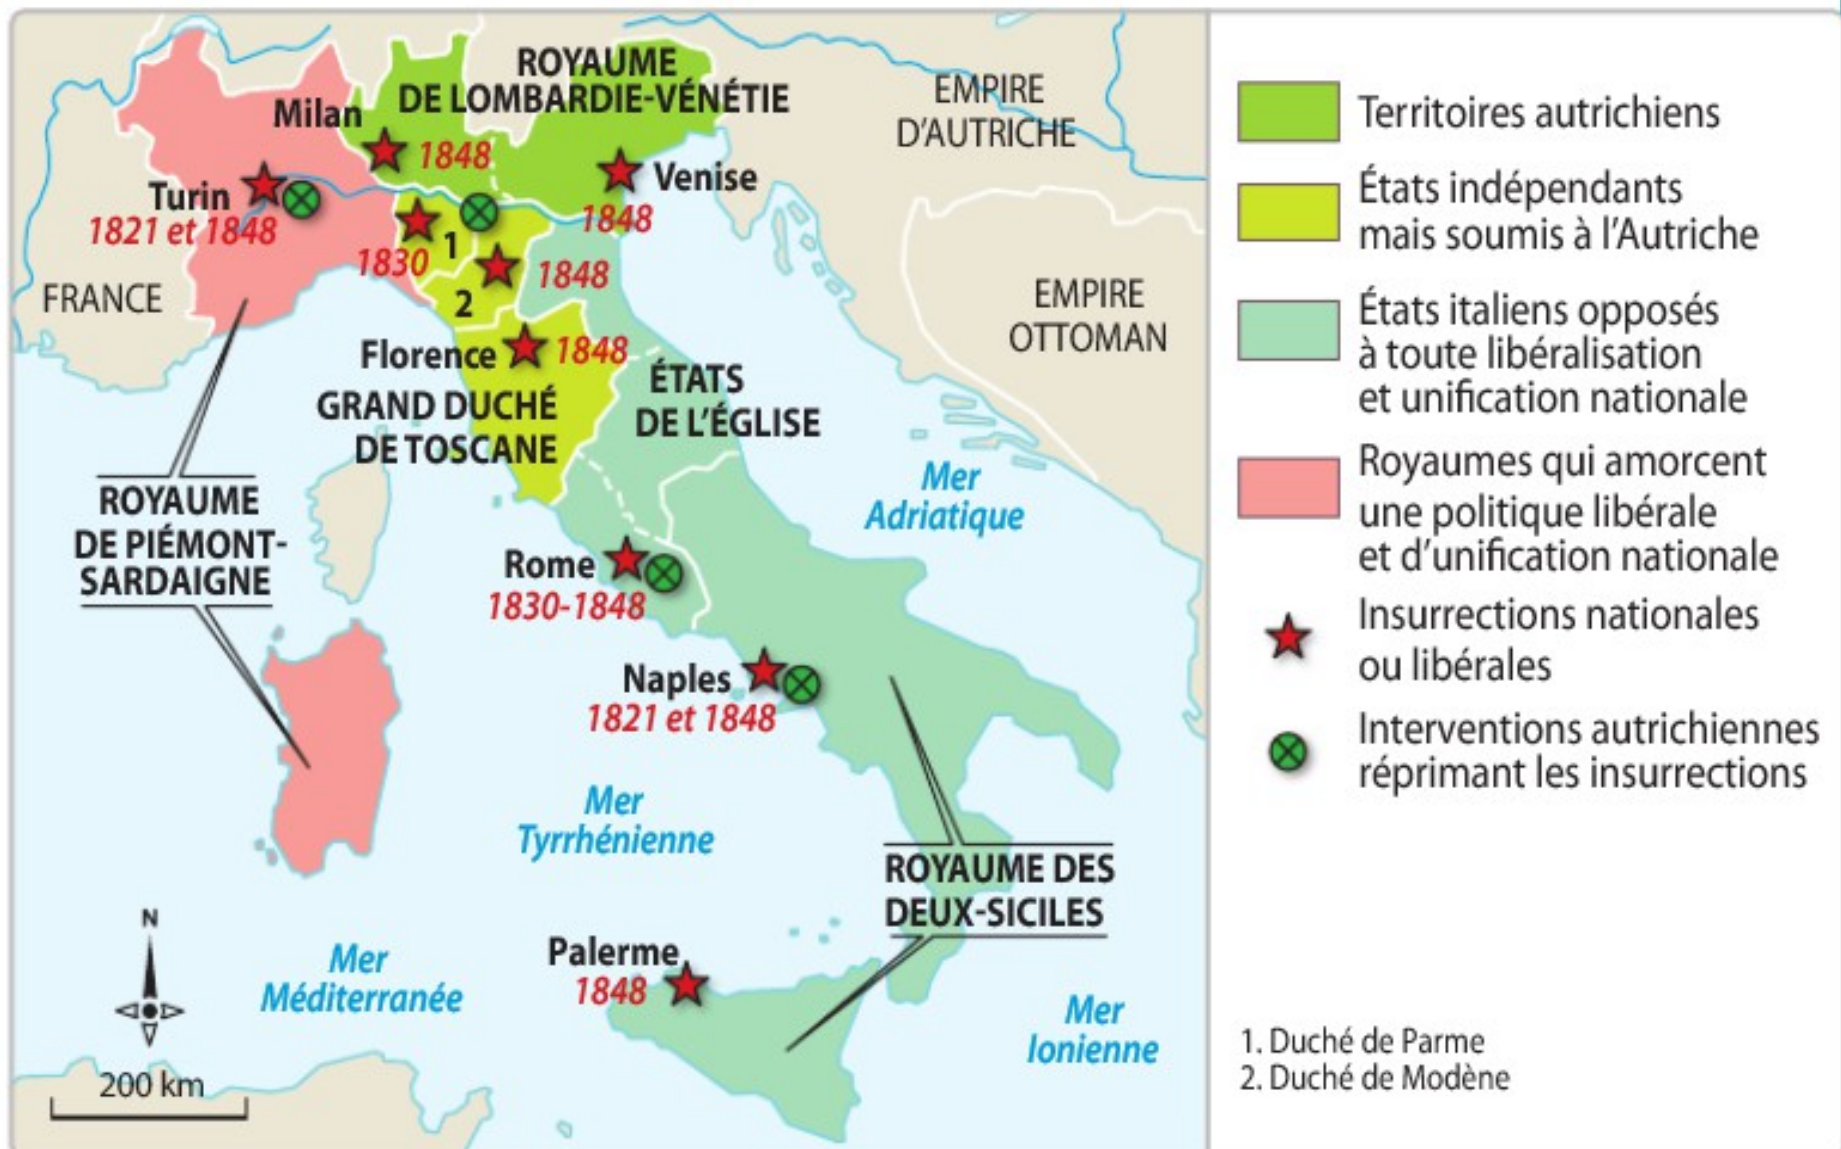 ROYAUME
DE LOMBARDIE-VÉNÉTIE
EMPIRE
D'AUTRICHE
Milan
1848
Turin
1821 et 1848
Venise
1848
1830
1
1848
2
FRANCE
EMPIRE
OTTOMAN
Florence
1848
GRAND DUCHÉ
DE TOSCANE
ÉTATS
DE L'ÉGLISE
ROYAUME
DE PIÉMONT-
SARDAIGNE
Mer
Adriatique
Rome
1830-1848
Naples
1821 et 1848
Mer
Tyrrhénienne
ROYAUME DES
DEUX-SICILES
Palerme
1848
N
Mer
Méditerranée
Mer
Ionienne
200 km
Territoires autrichiens
États indépendants
mais soumis à l'Autriche
États italiens opposés
à toute libéralisation
et unification nationale
Royaumes qui amorcent
une politique libérale
et d'unification nationale
Insurrections nationales
ou libérales
Interventions autrichiennes
réprimant les insurrections
1. Duché de Parme
2. Duché de Modène